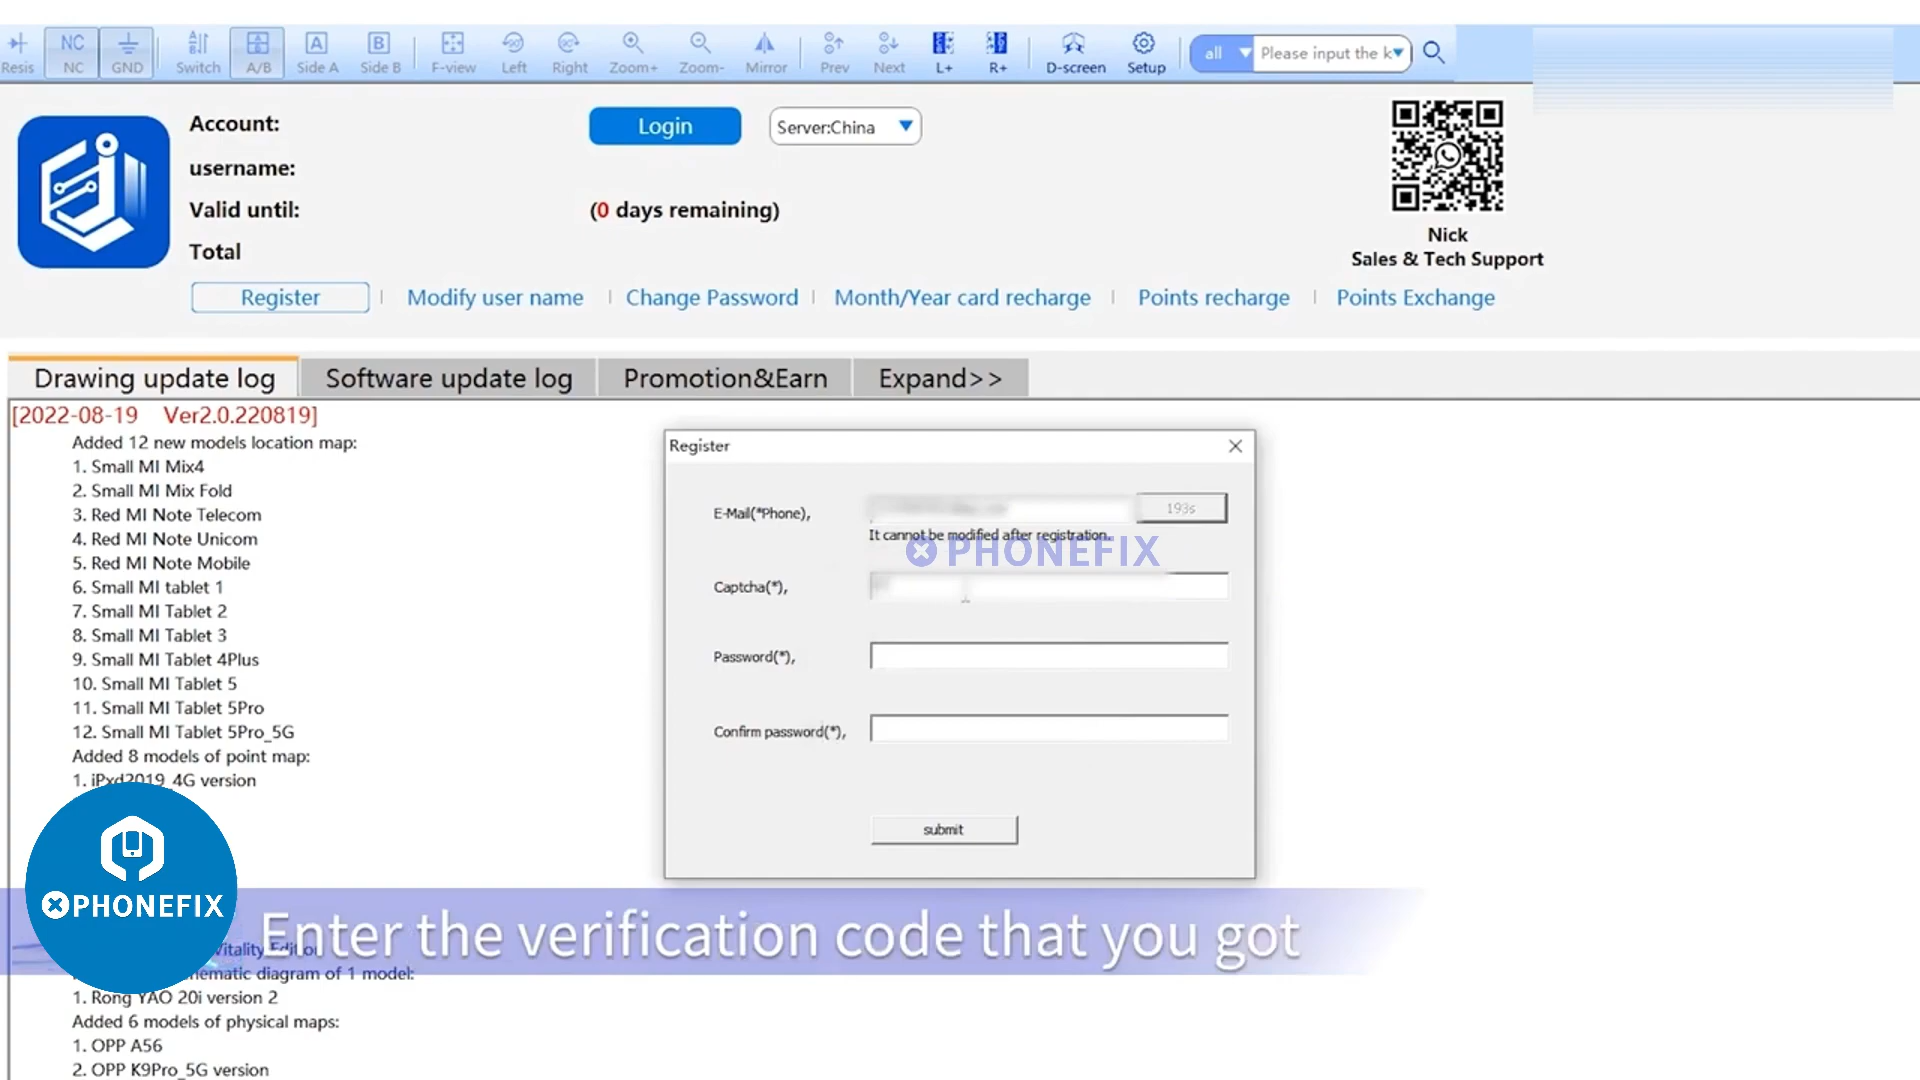 Resis NC NC GND Switch A/B Side A Side B F-view Left Right Zoom+ Zoom- Mirror Prev Next L+ R+ D-screen Setup all Please input the k
Account:
Login
Server:China
username:
Valid until:
(0 days remaining)
Total
Nick
Sales & Tech Support
Register
Modify user name
Change Password
Month/Year card recharge
Points recharge
Points Exchange
Drawing update log
Software update log
Promotion&Earn
Expand>>
[2022-08-19 Ver2.0.220819]
Added 12 new models location map:
1. Small MI Mix4
2. Small MI Mix Fold
3. Red MI Note Telecom
4. Red MI Note Unicom
5. Red MI Note Mobile
6. Small MI tablet 1
7. Small MI Tablet 2
8. Small MI Tablet 3
9. Small MI Tablet 4Plus
10. Small MI Tablet 5
11. Small MI Tablet 5Pro
12. Small MI Tablet 5Pro_5G
Added 8 models of point map:
1. iPxd2019_4G version
Register
E-Mail(*Phone),
193s
It cannot be modified after registration.
PHONEFIX
Captcha(*),
Password(*),
Confirm password(*),
submit
PHONEFIX
Enter the verification code that you got
diagram of 1 model:
1. Rong YAO 20i version 2
Added 6 models of physical maps:
1. OPP A56
2. OPP K9Pro_5G version